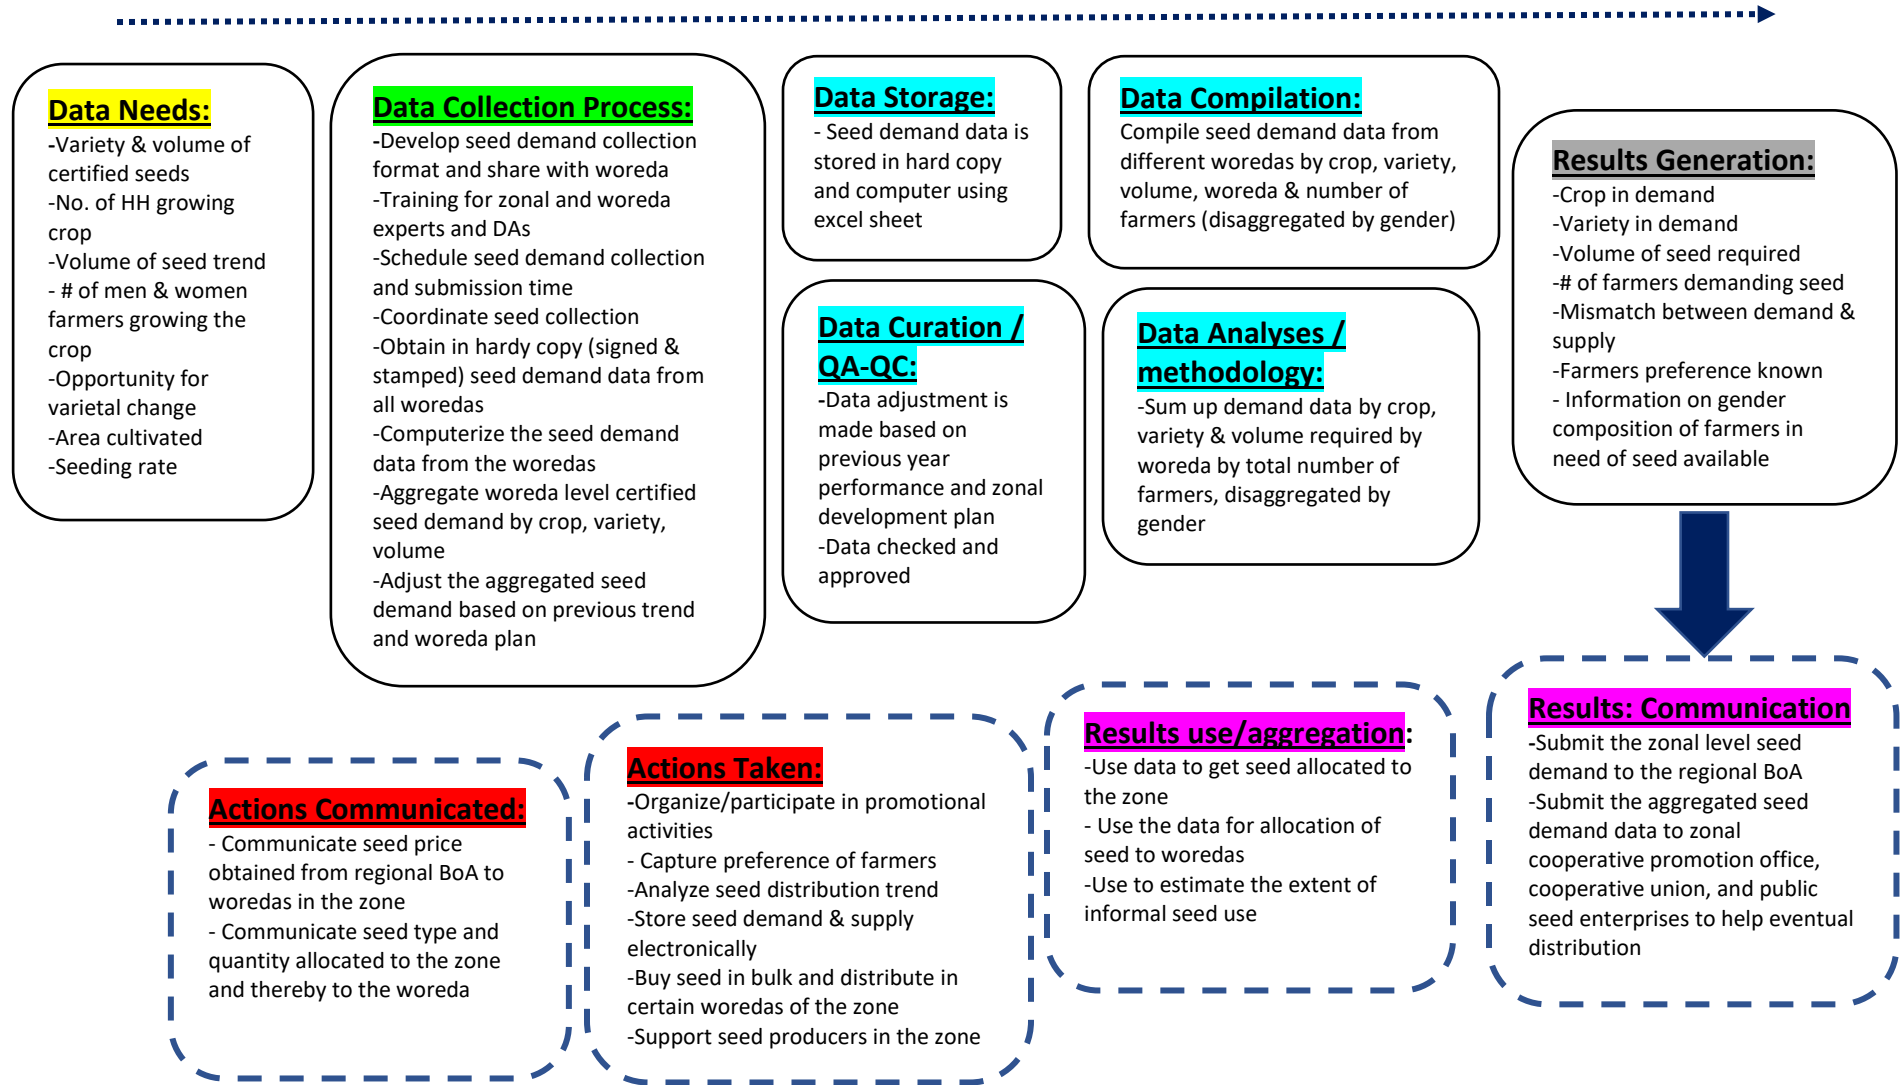 Data Needs:
-Variety & volume of
certified seeds
-No. of HH growing
crop
-Volume of seed trend
- # of men & women
farmers growing the
crop
-Opportunity for
varietal change
-Area cultivated
-Seeding rate
Data Collection Process:
-Develop seed demand collection
format and share with woreda
-Training for zonal and woreda
experts and DAs
-Schedule seed demand collection
and submission time
-Coordinate seed collection
-Obtain in hardy copy (signed &
stamped) seed demand data from
all woredas
-Computerize the seed demand
data from the woredas
-Aggregate woreda level certified
seed demand by crop, variety,
volume
-Adjust the aggregated seed
demand based on previous trend
and woreda plan
Data Storage:
- Seed demand data is
stored in hard copy
and computer using
excel sheet
Data Curation /
QA-QC:
-Data adjustment is
made based on
previous year
performance and zonal
development plan
-Data checked and
approved
Data Compilation:
Compile seed demand data from
different woredas by crop, variety,
volume, woreda & number of
farmers (disaggregated by gender)
Data Analyses /
methodology:
-Sum up demand data by crop,
variety & volume required by
woreda by total number of
farmers, disaggregated by
gender
Results Generation:
-Crop in demand
-Variety in demand
-Volume of seed required
-# of farmers demanding seed
-Mismatch between demand &
supply
-Farmers preference known
- Information on gender
composition of farmers in
need of seed available
Results: Communication
-Submit the zonal level seed
demand to the regional BoA
-Submit the aggregated seed
demand data to zonal
cooperative promotion office,
cooperative union, and public
seed enterprises to help eventual
distribution
Results use/aggregation:
-Use data to get seed allocated to
the zone
- Use the data for allocation of
seed to woredas
-Use to estimate the extent of
informal seed use
Actions Taken:
-Organize/participate in promotional
activities
- Capture preference of farmers
-Analyze seed distribution trend
-Store seed demand & supply
electronically
-Buy seed in bulk and distribute in
certain woredas of the zone
-Support seed producers in the zone
Actions Communicated:
- Communicate seed price
obtained from regional BoA to
woredas in the zone
- Communicate seed type and
quantity allocated to the zone
and thereby to the woreda